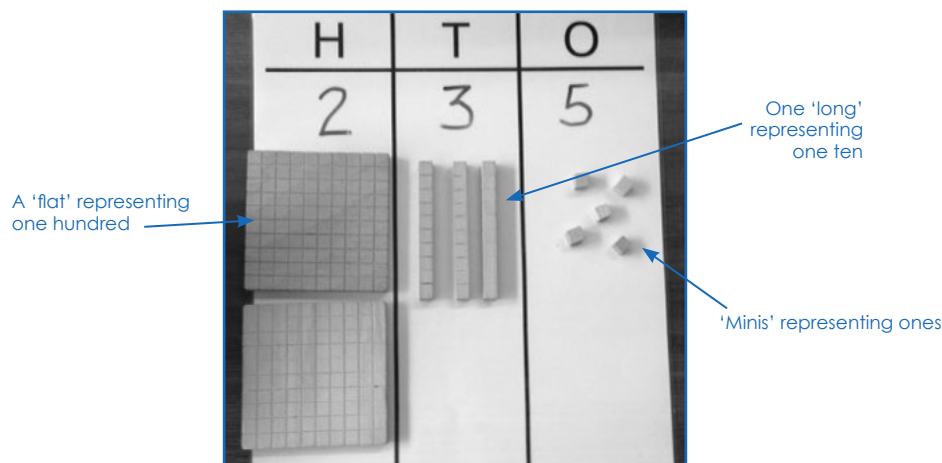 H T O
2 3 5
One ‘long’
representing
one ten
A ‘flat’ representing
one hundred
‘Minis’ representing ones